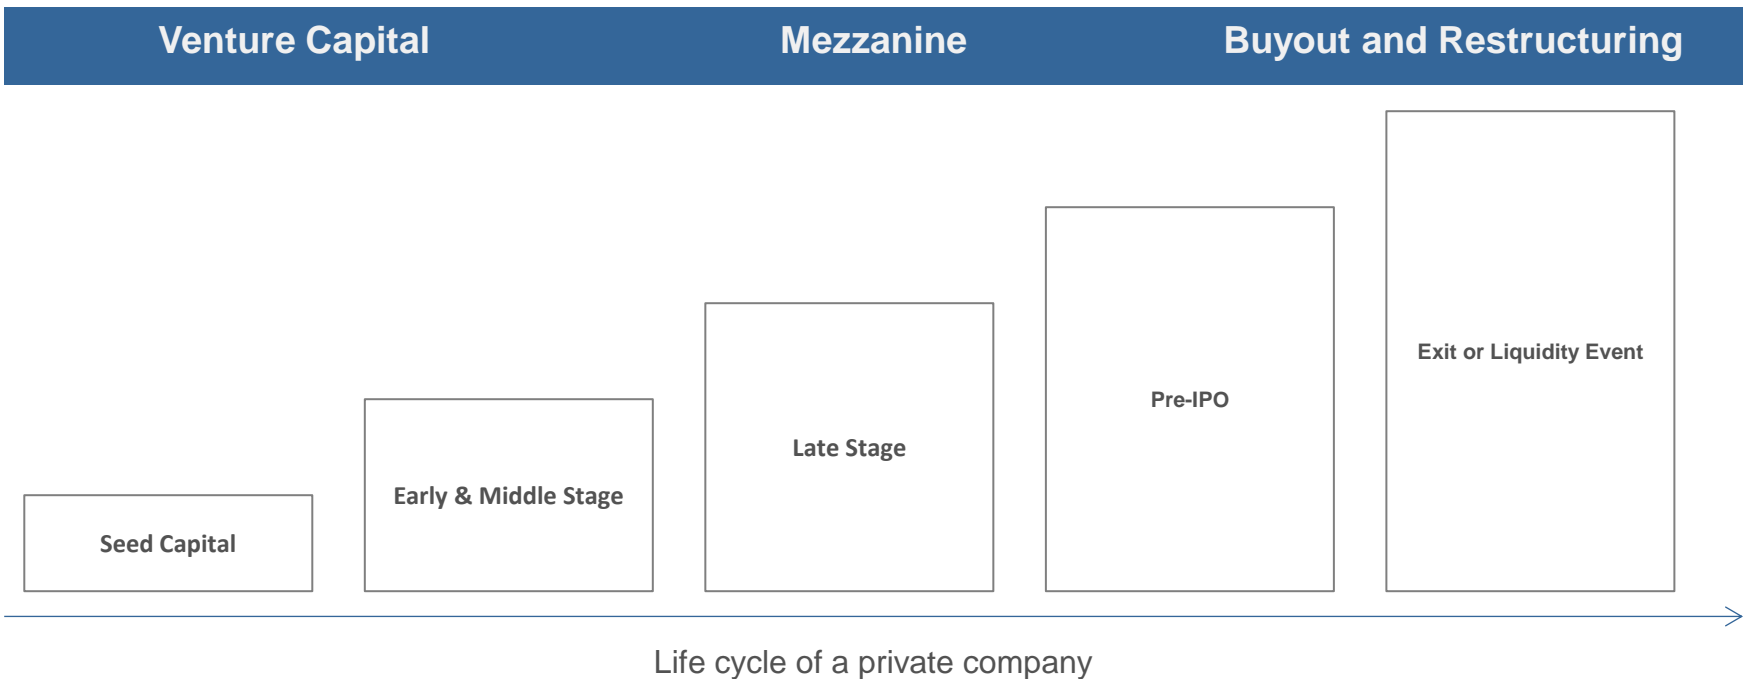 Venture Capital
Mezzanine
Buyout and Restructuring
Seed Capital
Early & Middle Stage
Late Stage
Pre-IPO
Exit or Liquidity Event
Life cycle of a private company